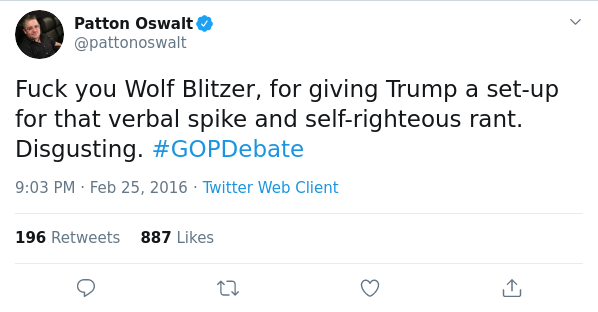 Patton Oswalt
@pattonoswalt
Fuck you Wolf Blitzer, for giving Trump a set-up
for that verbal spike and self-righteous rant.
Disgusting. #GOPDebate
9:03 PM · Feb 25, 2016 · Twitter Web Client
196 Retweets 887 Likes